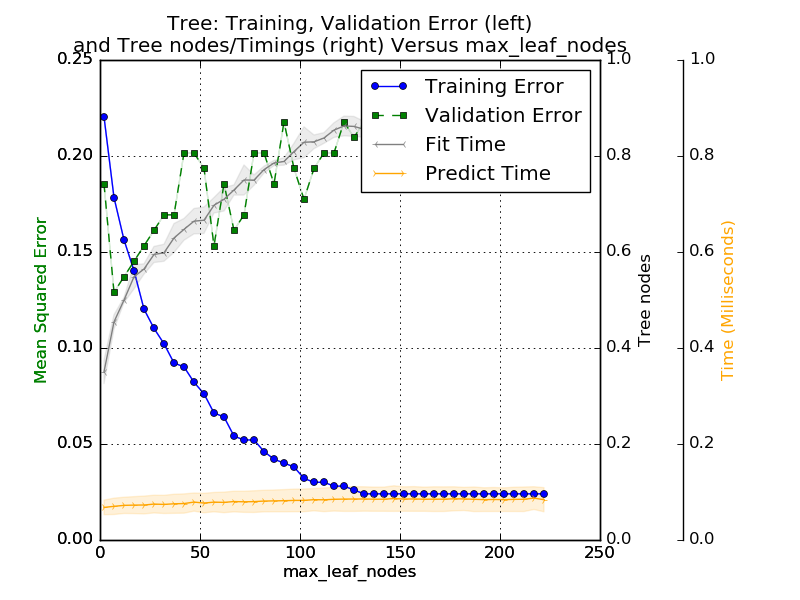 Tree: Training, Validation Error (left)
and Tree nodes/Timings (right) Versus max_leaf_nodes
Training Error
Validation Error
Fit Time
Predict Time
Mean Squared Error
0.25
0.20
0.15
0.10
0.05
0.00
0
50
100
150
200
250
max_leaf_nodes
1.0
0.8
0.6
0.4
0.2
0.0
Tree nodes
1.0
0.8
0.6
0.4
0.2
0.0
Time (Milliseconds)